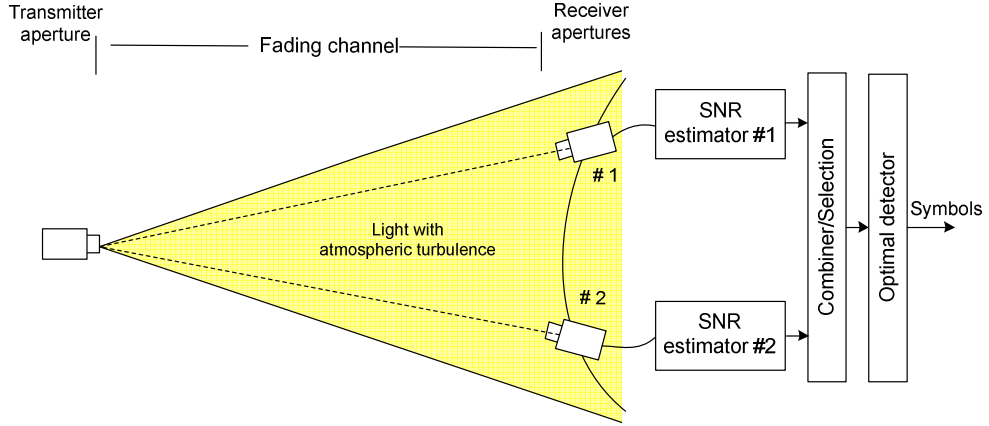 Transmitter
aperture
Fading channel
Receiver
apertures
SNR
estimator #1
# 1
Light with
atmospheric turbulence
# 2
SNR
estimator #2
Combiner/Selection
Optimal detector
Symbols